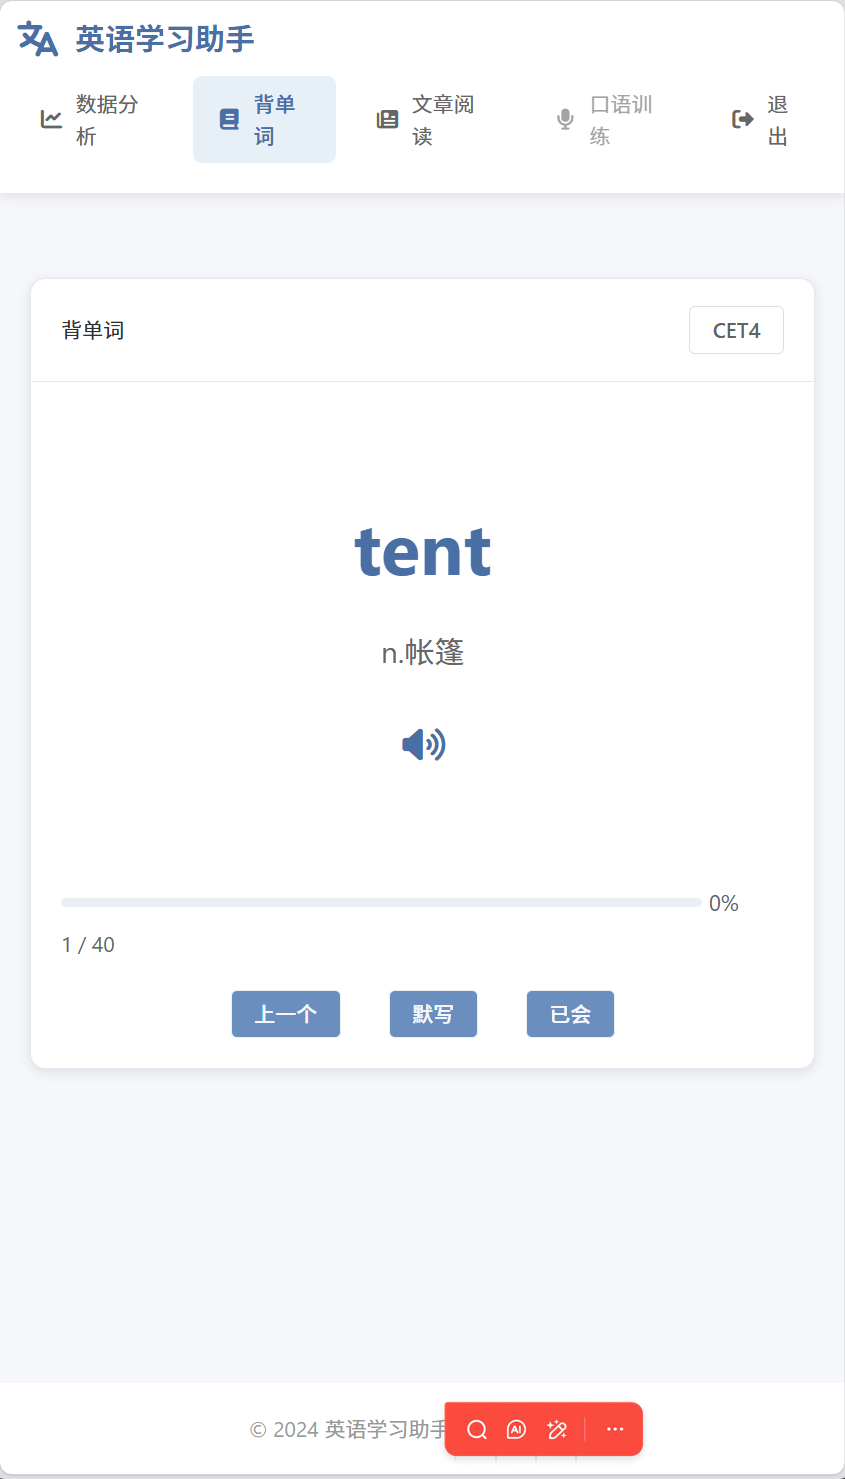 英语学习助手
数据分析
背单词
文章阅读
口语训练
退出
背单词
CET4
tent
n.帐篷
0%
1 / 40
上一个
默写
已会
© 2024 英语学习助手
AI